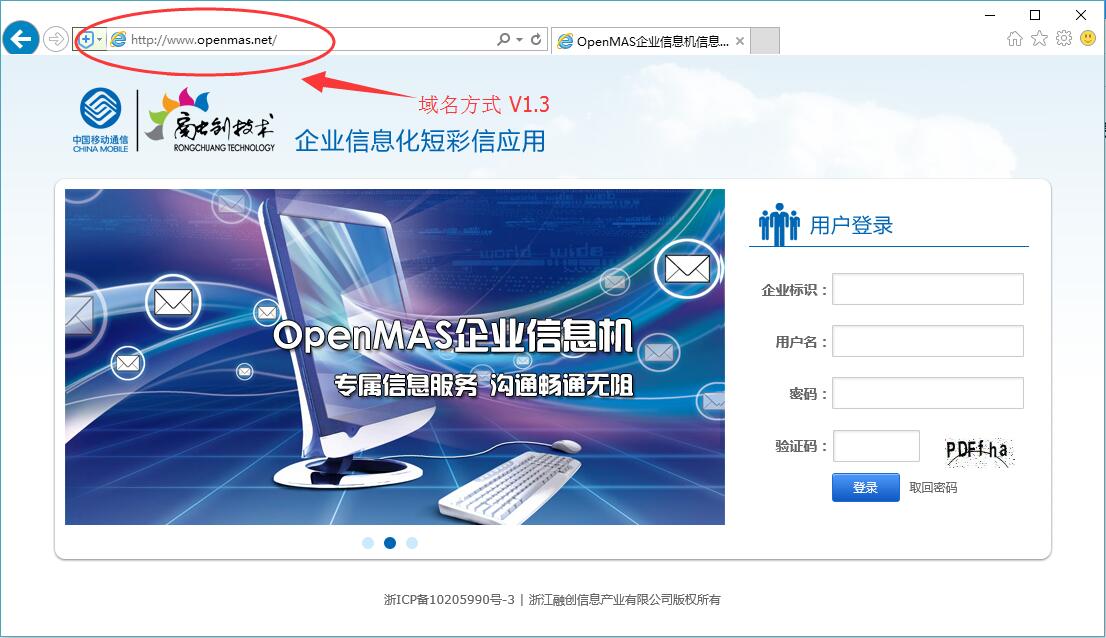 http://www.openmas.net/
OpenMAS企业信息机信息...
域名方式 V1.3
中国移动通信
CHINA MOBILE
融创技术
RONGCHUANG TECHNOLOGY
企业信息化短彩信应用
world wide
OpenMAS企业信息机
专属信息服务 沟通畅通无阻
用户登录
企业标识：
用户名：
密码：
验证码：
PDFfha
登录
取回密码
浙ICP备10205990号-3 | 浙江融创信息产业有限公司版权所有